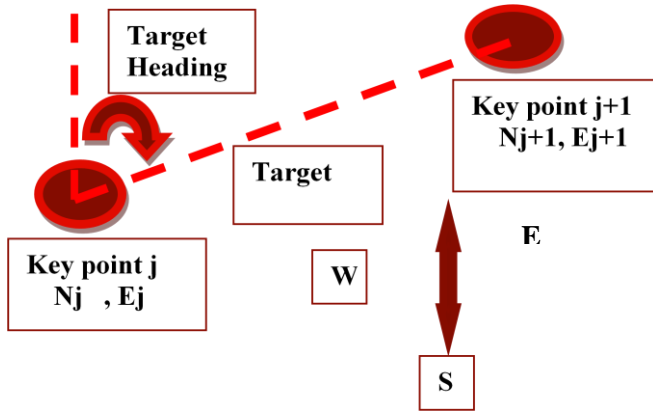 Target
Heading
Key point j+1
Nj+1, Ej+1
Target
Key point j
Nj , Ej
E
W
S